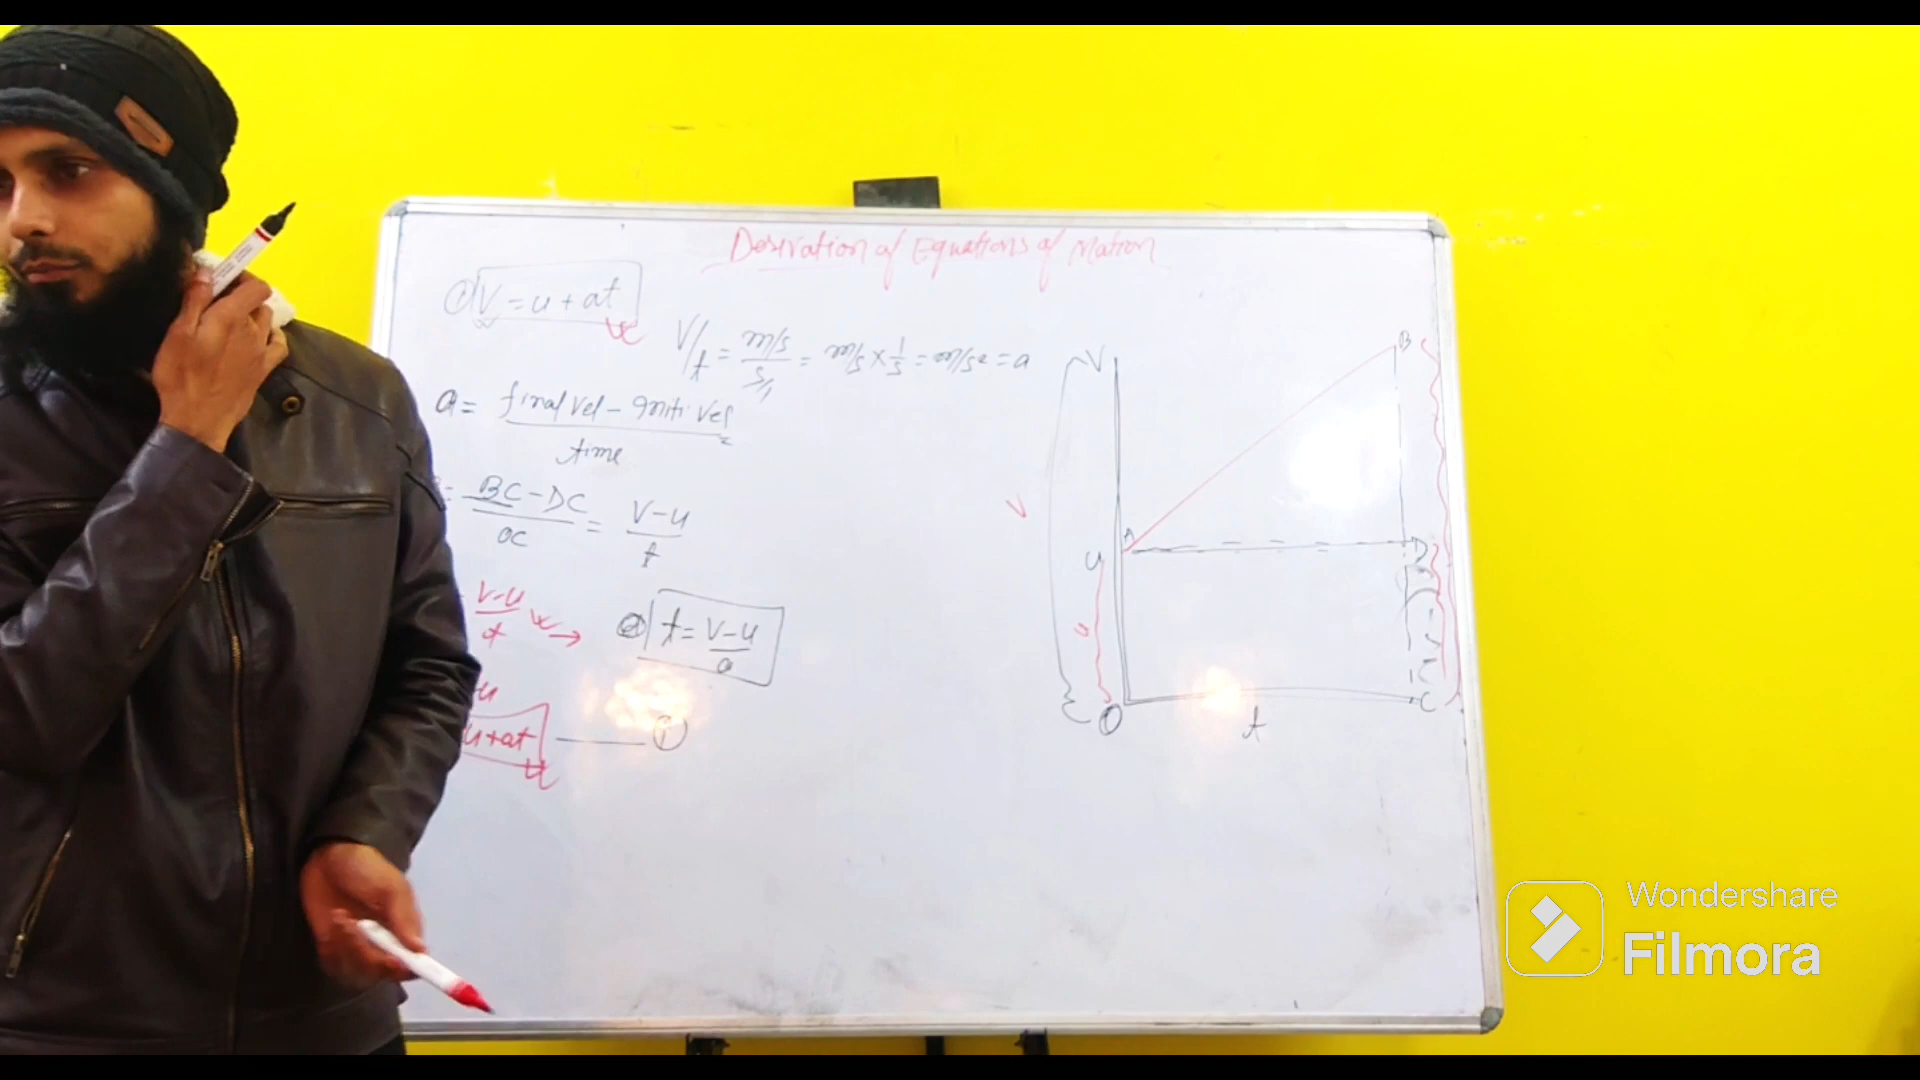 Derivation of Equations of Motion
① V = u + at
V/t = m/s / s/1 = m/s × 1/s = m/s² = a
a = final vel - Initi. Vel / time
= BC - DC / OC = V - u / t
V - u / t → ② t = V - u / a
u
u + at — ①
V
B
V
A
u
D
u
O
t
C
Wondershare
Filmora